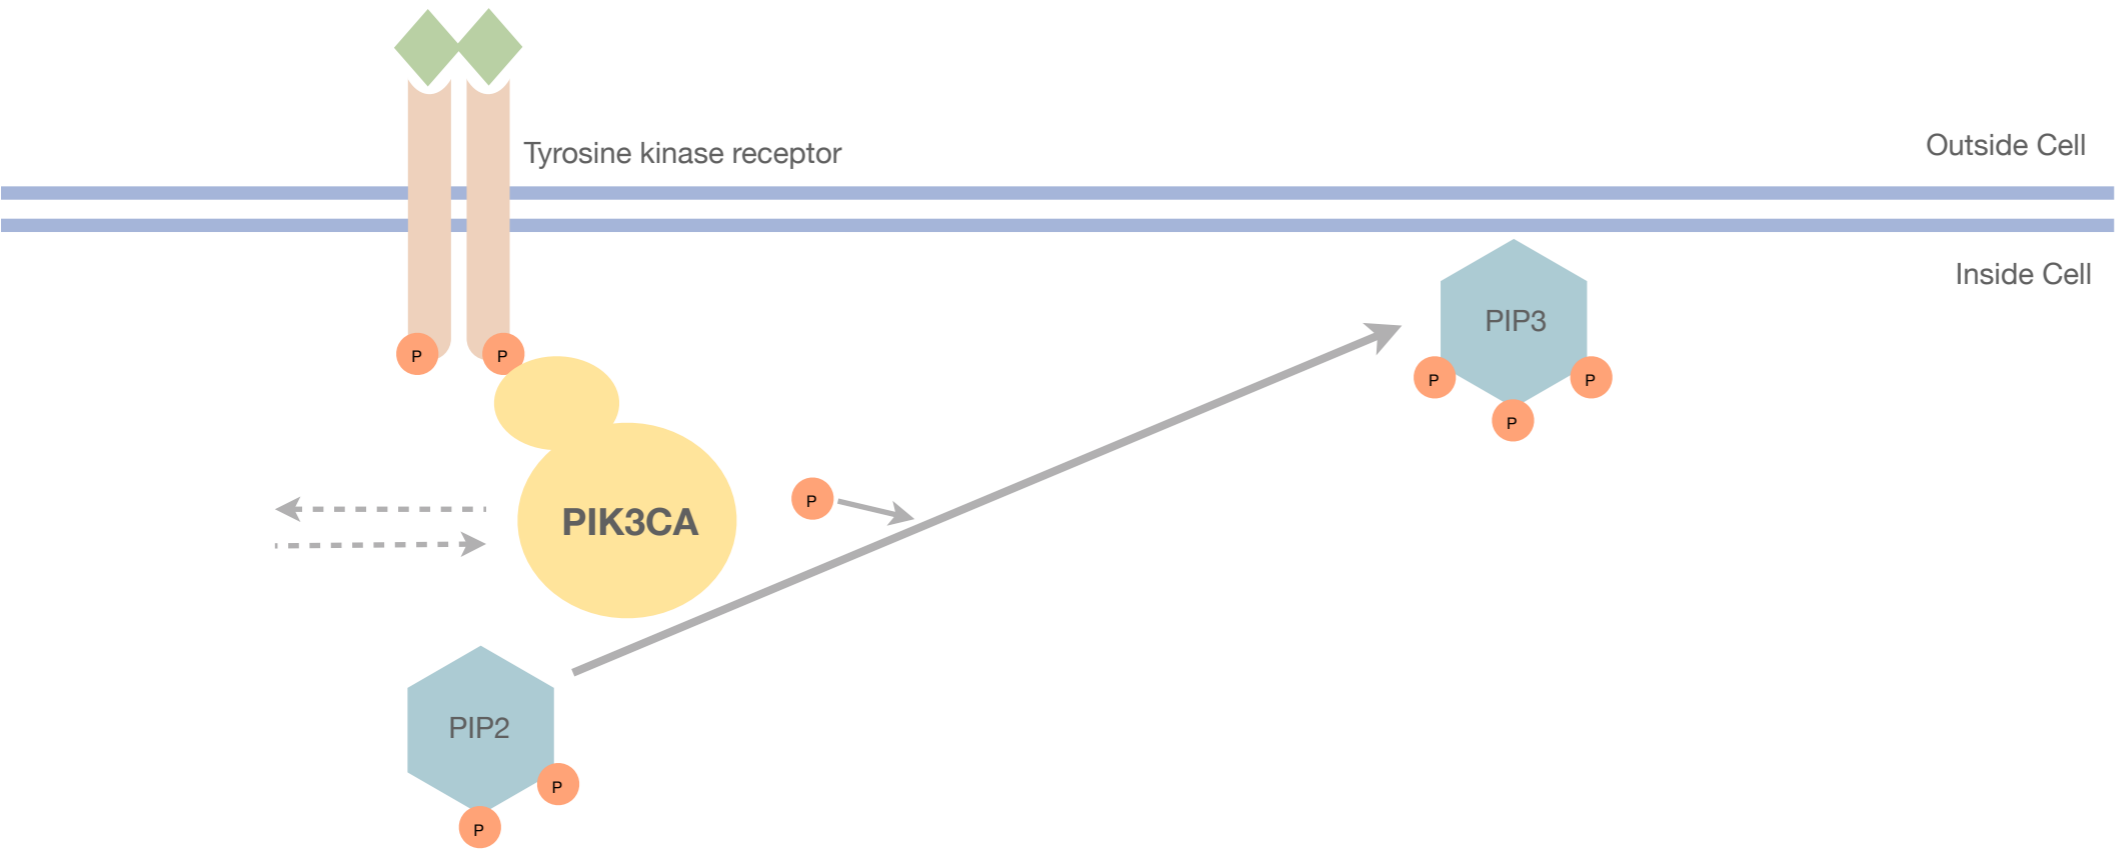 Tyrosine kinase receptor
Outside Cell
Inside Cell
PIP3
P
P
P
P
P
PIK3CA
P
PIP2
P
P